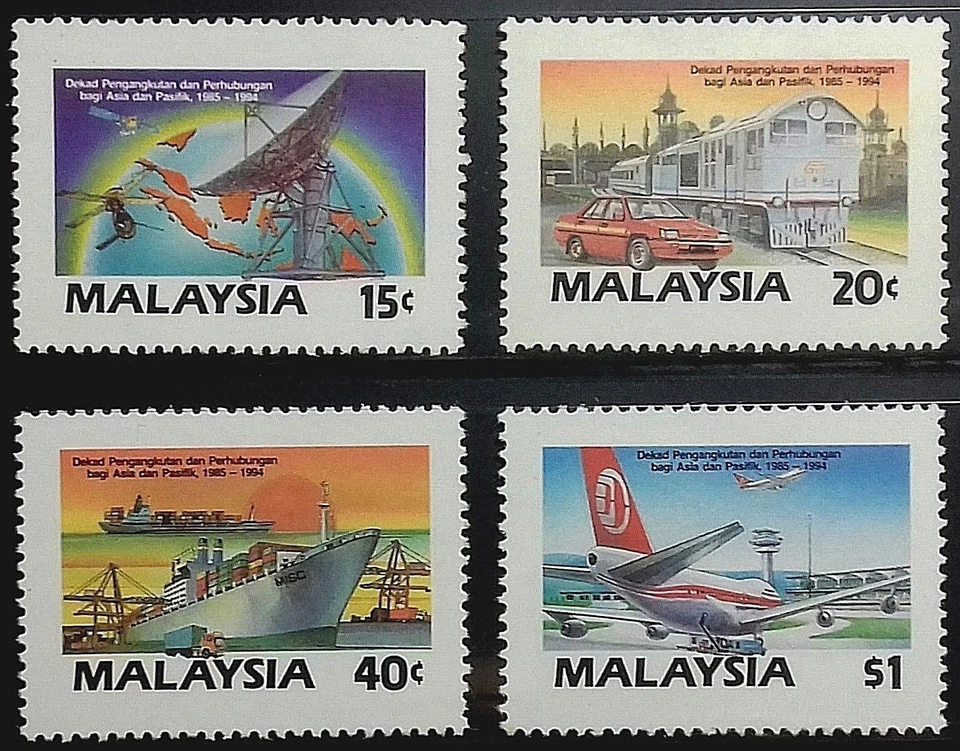 Dekad Pengangkutan dan Perhubungan
bagi Asia dan Pasifik, 1985 – 1994
MALAYSIA 15¢
Dekad Pengangkutan dan Perhubungan
bagi Asia dan Pasifik, 1985 – 1994
MALAYSIA 20¢
Dekad Pengangkutan dan Perhubungan
bagi Asia dan Pasifik, 1985 – 1994
MISC
MALAYSIA 40¢
Dekad Pengangkutan dan Perhubungan
bagi Asia dan Pasifik, 1985 – 1994
MALAYSIA $1